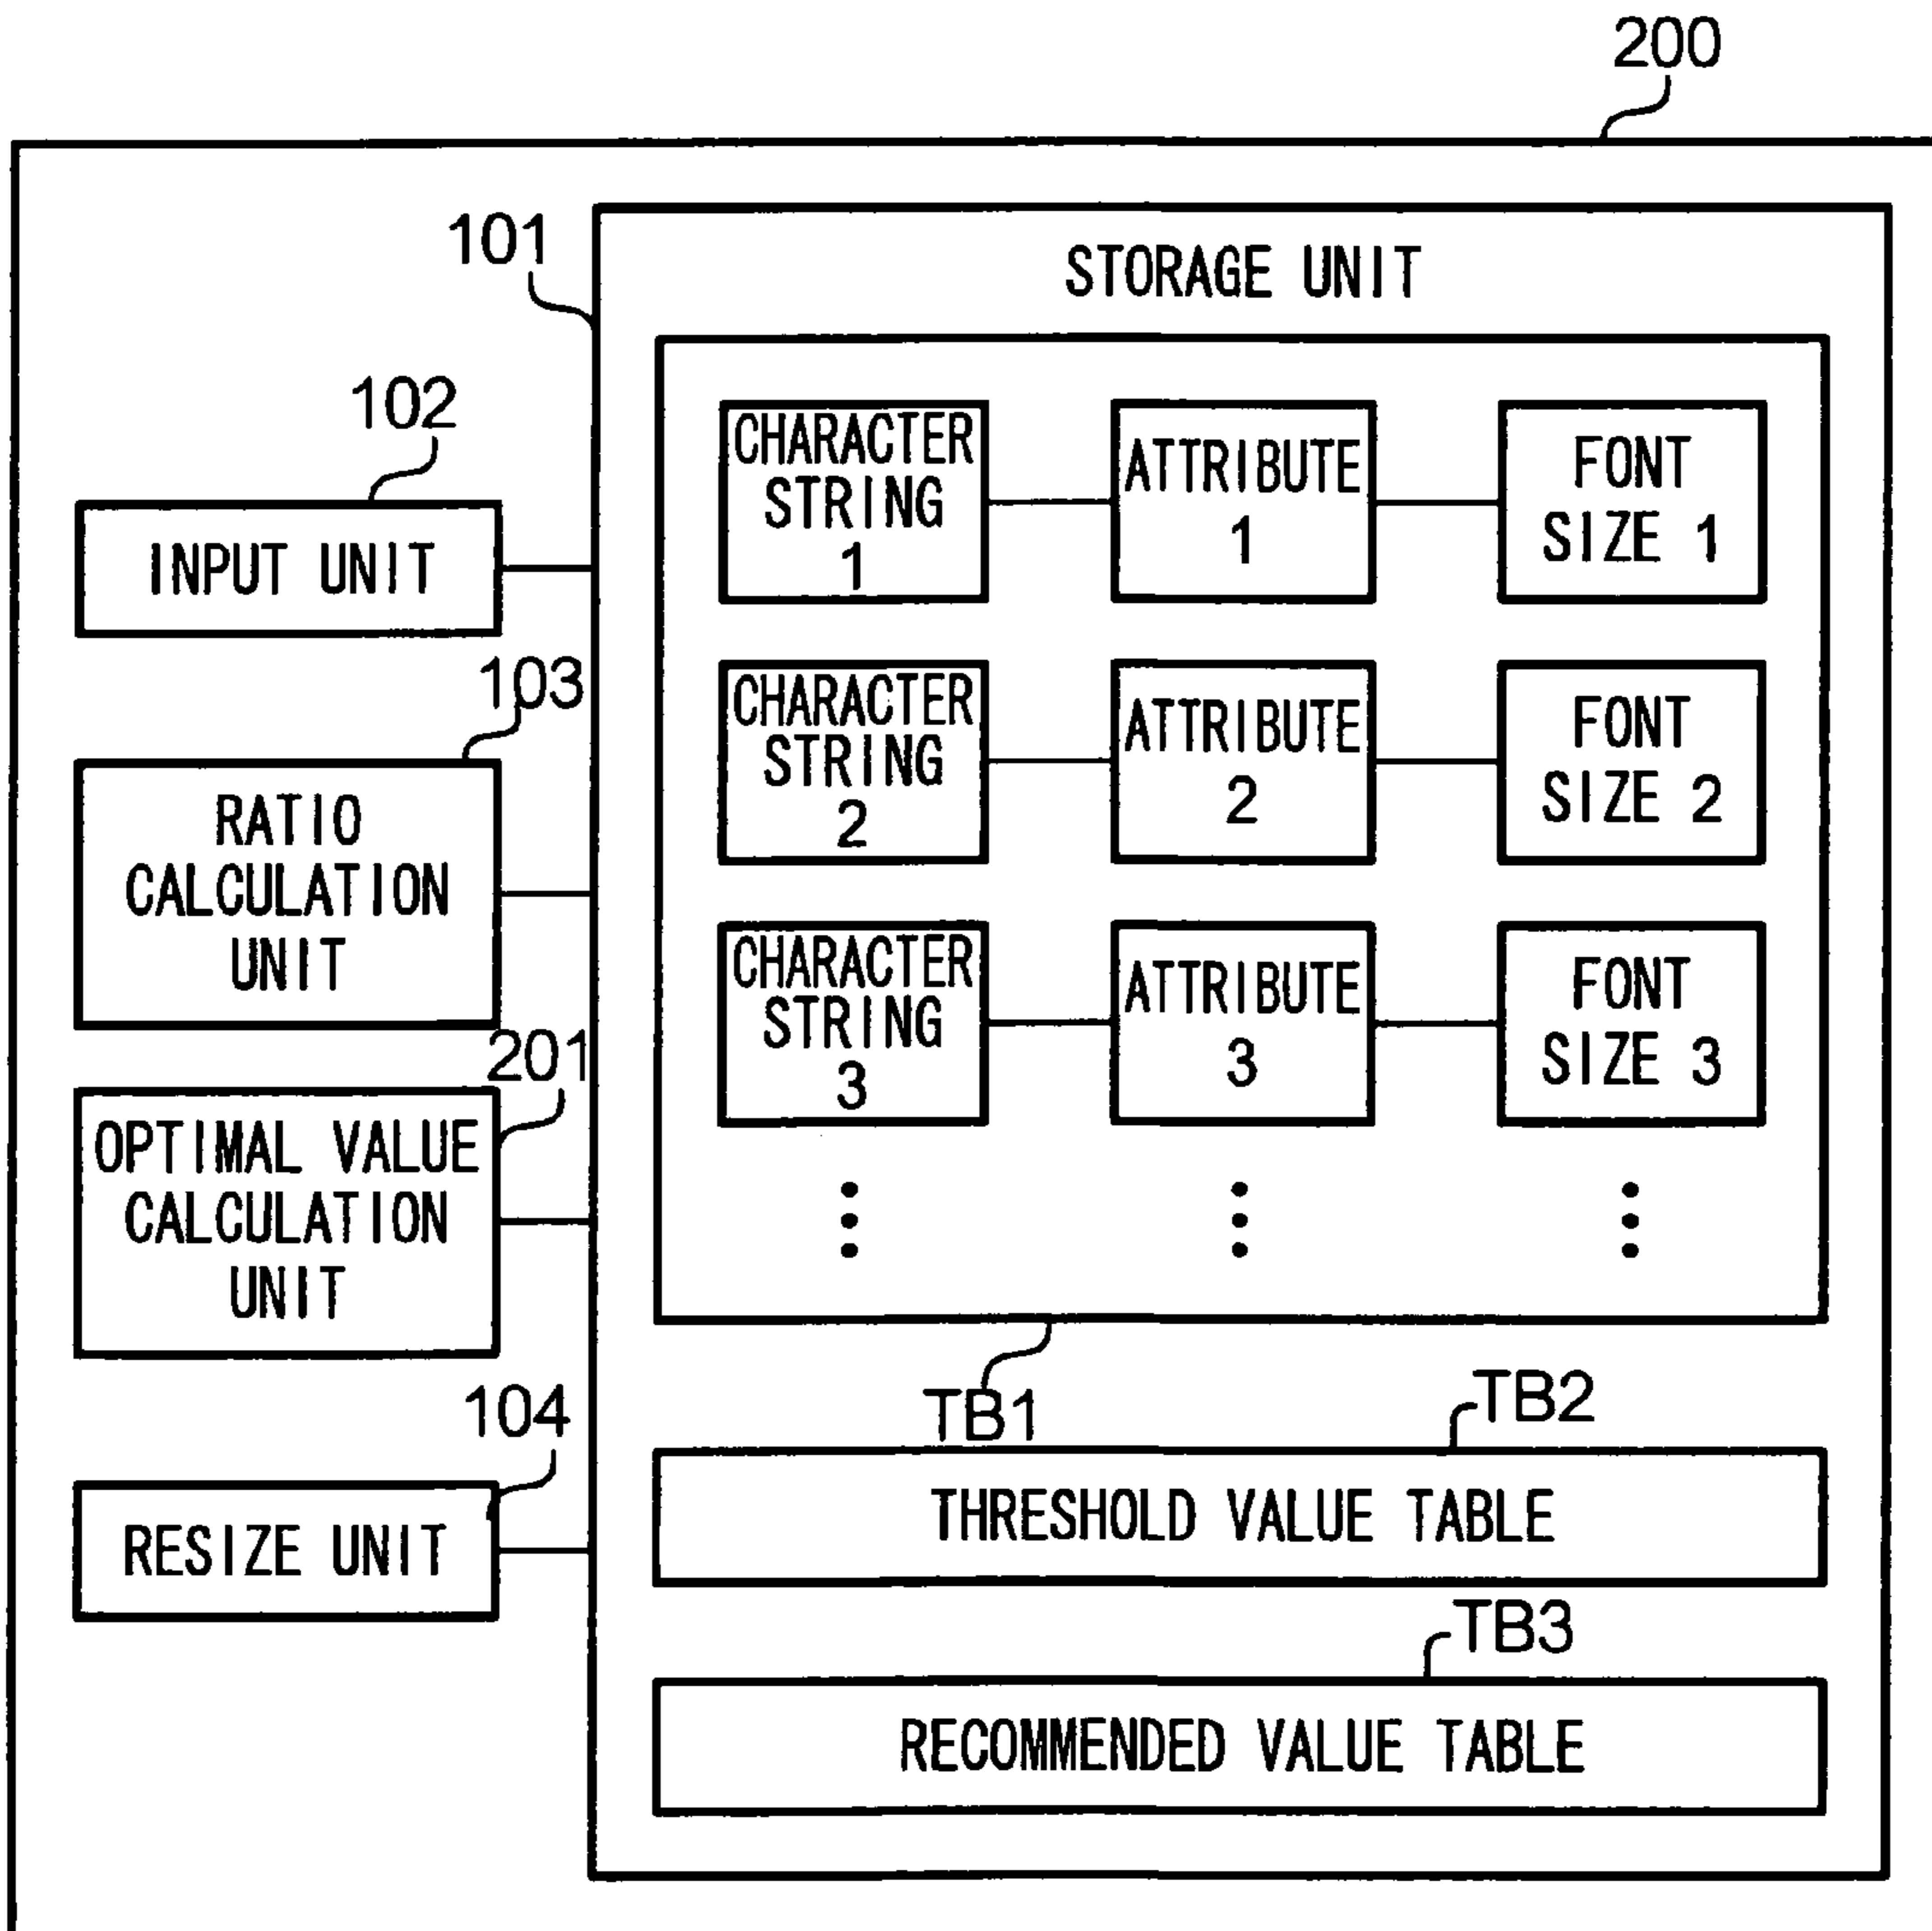 200
101
STORAGE UNIT
102
INPUT UNIT
103
RATIO
CALCULATION
UNIT
201
OPTIMAL VALUE
CALCULATION
UNIT
104
RESIZE UNIT
CHARACTER
STRING
1
ATTRIBUTE
1
FONT
SIZE 1
CHARACTER
STRING
2
ATTRIBUTE
2
FONT
SIZE 2
CHARACTER
STRING
3
ATTRIBUTE
3
FONT
SIZE 3
TB1
TB2
THRESHOLD VALUE TABLE
TB3
RECOMMENDED VALUE TABLE